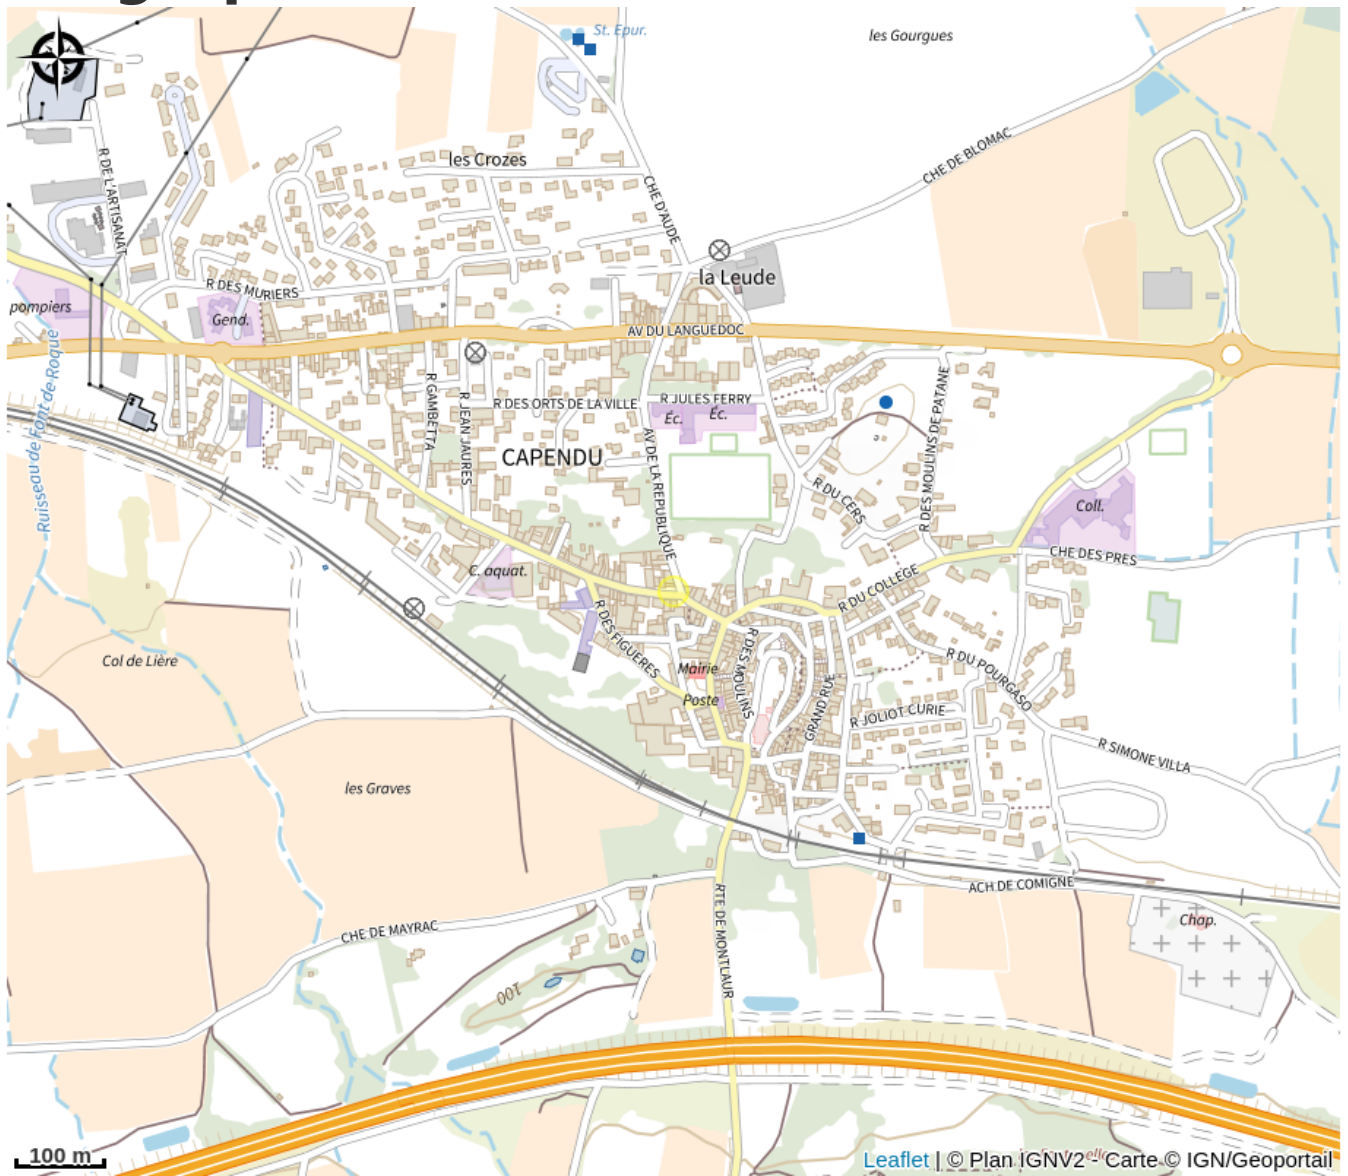 St. Epur.
les Gourgues
R DE L'ARTISANAT
les Crozes
CHE DE BLOMAC
CHE D'AUDE
la Leude
R DES MURIERS
pompiers
Gend.
AV DU LANGUEDOC
Ruisseau de Font de Roque
R GAMBETTA
R JEAN JAURES
R DES ORTS DE LA VILLE
R JULES FERRY
Éc.
Éc.
R DES MOULINS DE PATANE
CAPENDU
AV DE LA REPUBLIQUE
R DU CERS
Coll.
CHE DES PRES
C. aquat.
R DU COLLEGE
R DES FIGUERES
R DES MOULINS
Mairie
Poste
Col de Lière
R DU POURGASO
GRAND RUE
R JOLIOT CURIE
R SIMONE VILLA
les Graves
ACH DE COMIGNE
Chap.
CHE DE MAYRAC
RTE DE MONTLAUR
100
100 m
Leaflet | © Plan IGNV2 - Carte © IGN/Geoportail